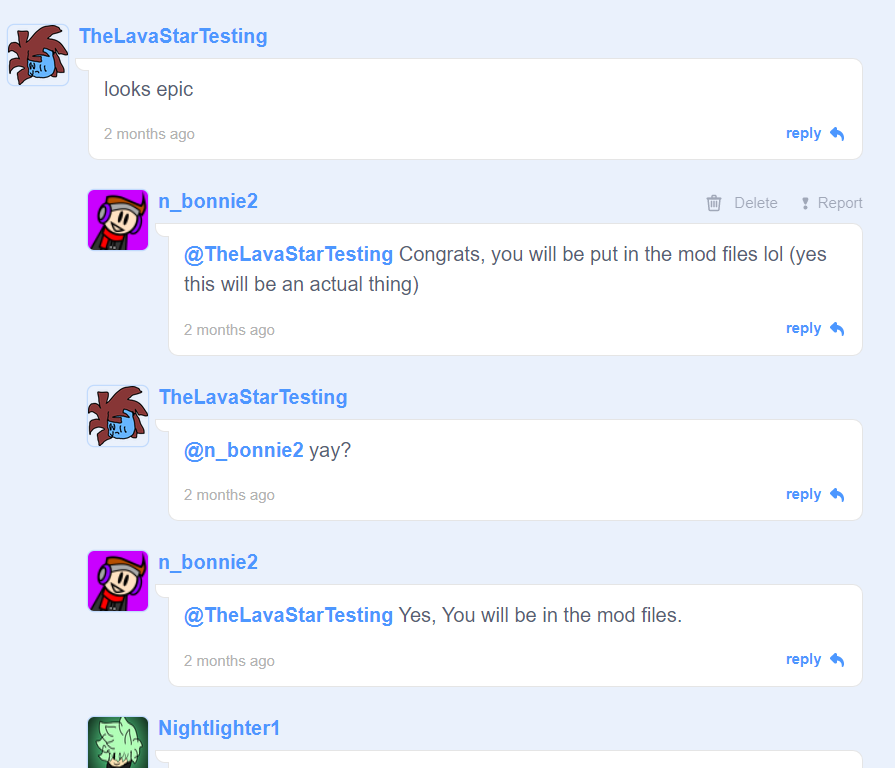 TheLavaStarTesting
looks epic
2 months ago
reply
n_bonnie2
Delete
Report
@TheLavaStarTesting Congrats, you will be put in the mod files lol (yes
this will be an actual thing)
2 months ago
reply
TheLavaStarTesting
@n_bonnie2 yay?
2 months ago
reply
n_bonnie2
@TheLavaStarTesting Yes, You will be in the mod files.
2 months ago
reply
Nightlighter1